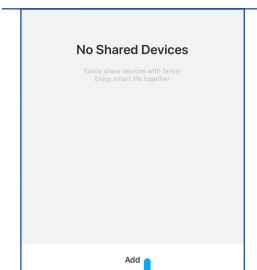 No Shared Devices
Easily share devices with family
Enjoy smart life together
Add